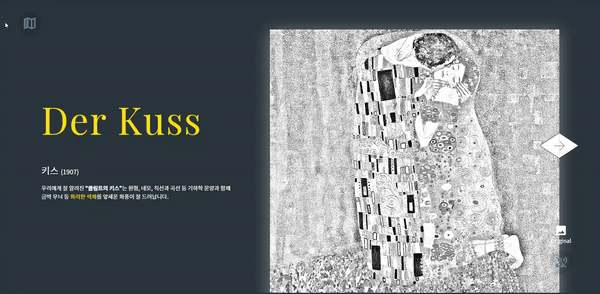 Der Kuss
키스 (1907)
우리에게 잘 알려진 "클림트의 키스"는 원형, 네모, 직선과 곡선 등 기하학 문양과 함께
금박 무늬 등 화려한 색채를 앞세운 화풍이 잘 드러납니다.